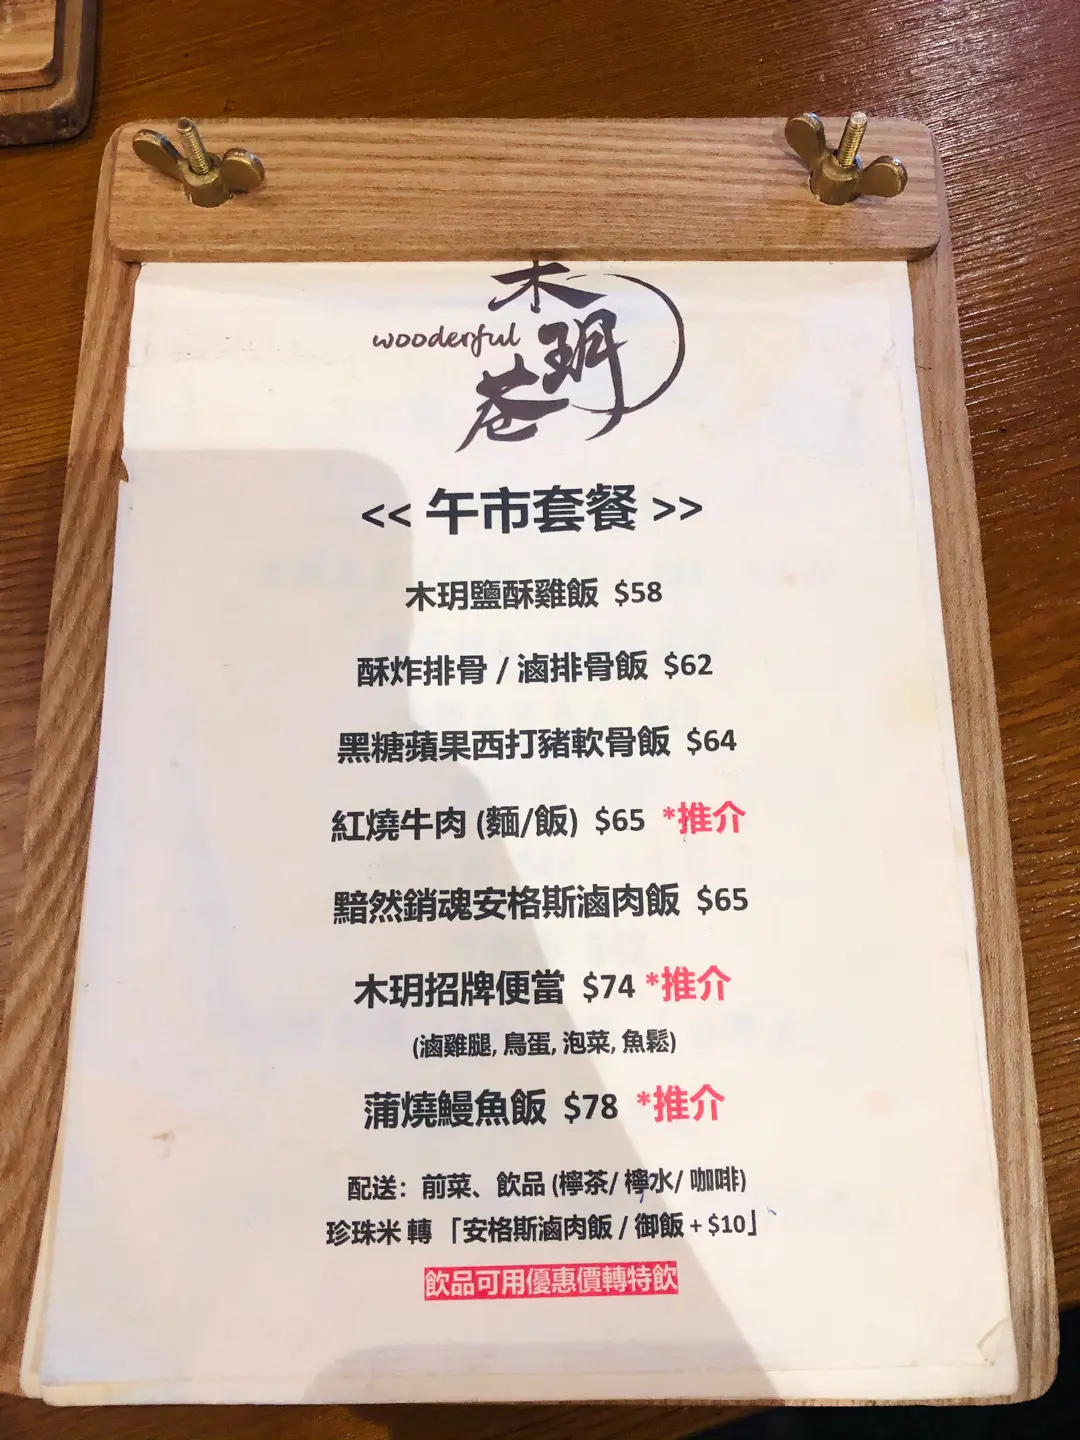 木玥巷
wooderful
<< 午市套餐 >>
木玥鹽酥雞飯 $58
酥炸排骨 / 滷排骨飯 $62
黑糖蘋果西打豬軟骨飯 $64
紅燒牛肉 (麵/飯) $65 *推介
黯然銷魂安格斯滷肉飯 $65
木玥招牌便當 $74 *推介
(滷雞腿, 鳥蛋, 泡菜, 魚鬆)
蒲燒鰻魚飯 $78 *推介
配送：前菜、飲品 (檸茶/ 檸水/ 咖啡)
珍珠米 轉 「安格斯滷肉飯 / 御飯 + $10」
飲品可用優惠價轉特飲